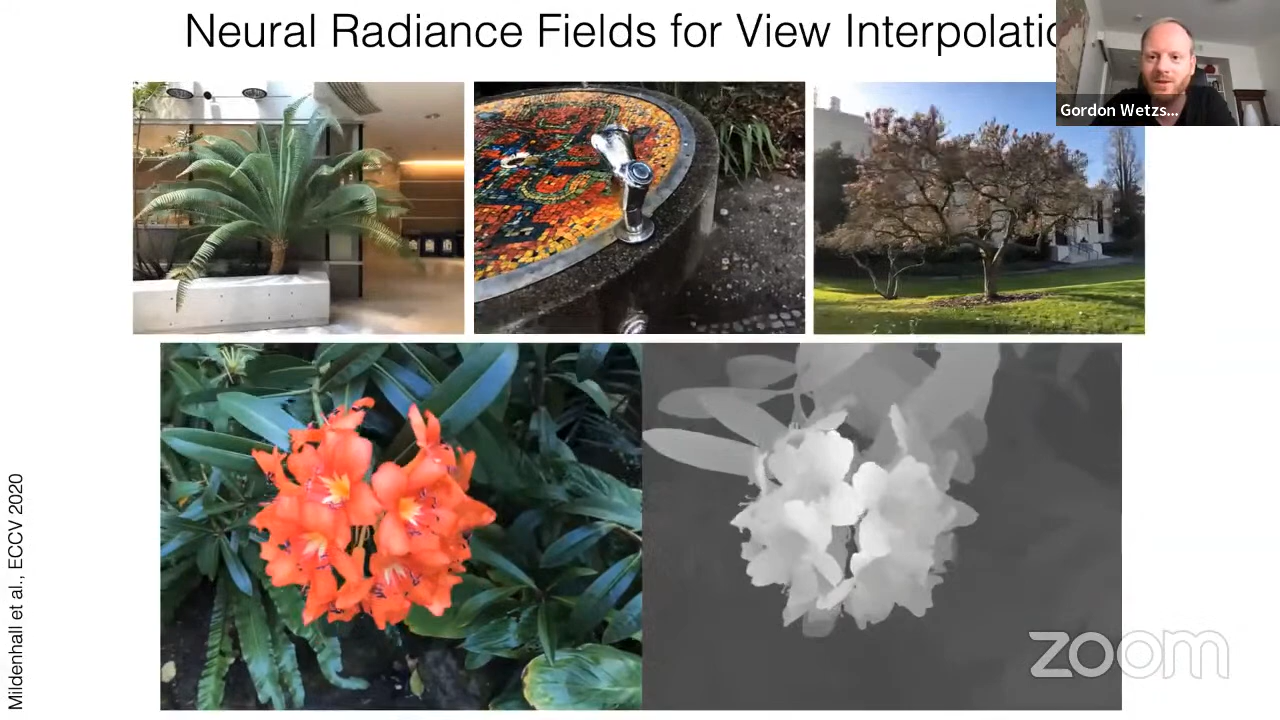 Neural Radiance Fields for View Interpolatio
Gordon Wetzs...
Mildenhall et al., ECCV 2020
zoom